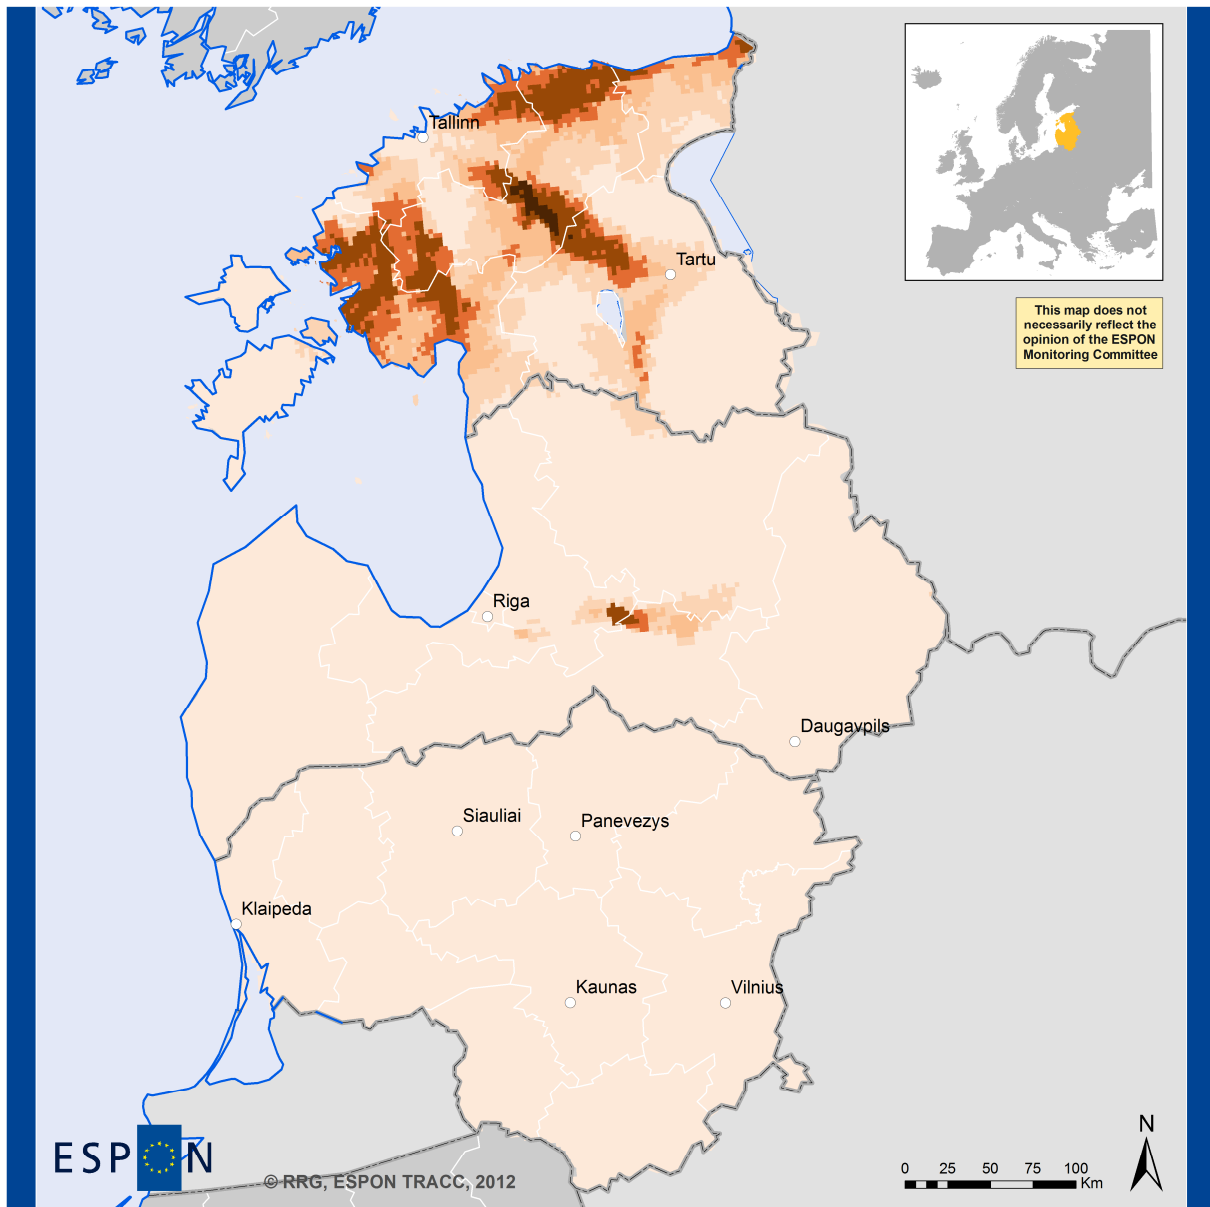 Tallinn
Tartu
This map does not
necessarily reflect the
opinion of the ESPON
Monitoring Committee
Riga
Daugavpils
Siauliai
Panevezys
Klaipeda
Kaunas
Vilnius
ESPON
© RRG, ESPON TRACC, 2012
N
0 25 50 75 100
Km